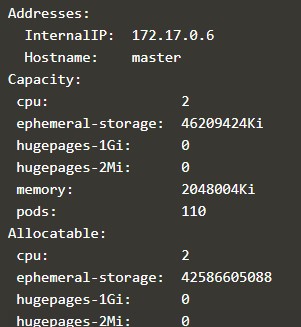 Addresses:
  InternalIP:  172.17.0.6
  Hostname:    master
Capacity:
 cpu:                2
 ephemeral-storage:  46209424Ki
 hugepages-1Gi:      0
 hugepages-2Mi:      0
 memory:             2048004Ki
 pods:               110
Allocatable:
 cpu:                2
 ephemeral-storage:  42586605088
 hugepages-1Gi:      0
 hugepages-2Mi:      0